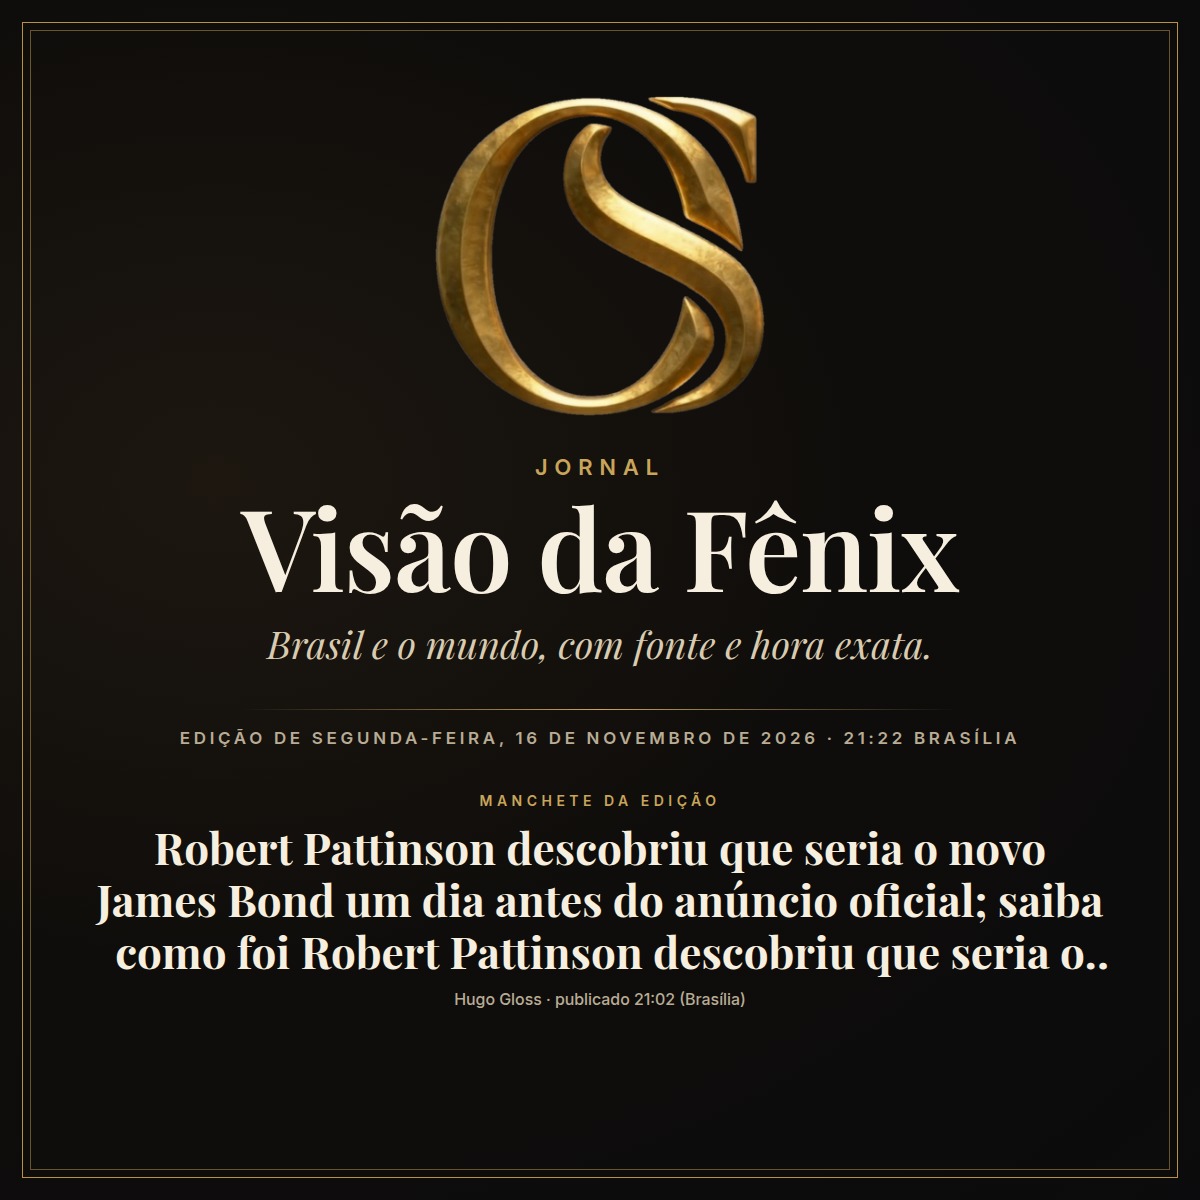 CS
JORNAL
Visão da Fênix
Brasil e o mundo, com fonte e hora exata.
EDIÇÃO DE SEGUNDA-FEIRA, 16 DE NOVEMBRO DE 2026 · 21:22 BRASÍLIA
MANCHETE DA EDIÇÃO
Robert Pattinson descobriu que seria o novo
James Bond um dia antes do anúncio oficial; saiba
como foi Robert Pattinson descobriu que seria o..
Hugo Gloss · publicado 21:02 (Brasília)